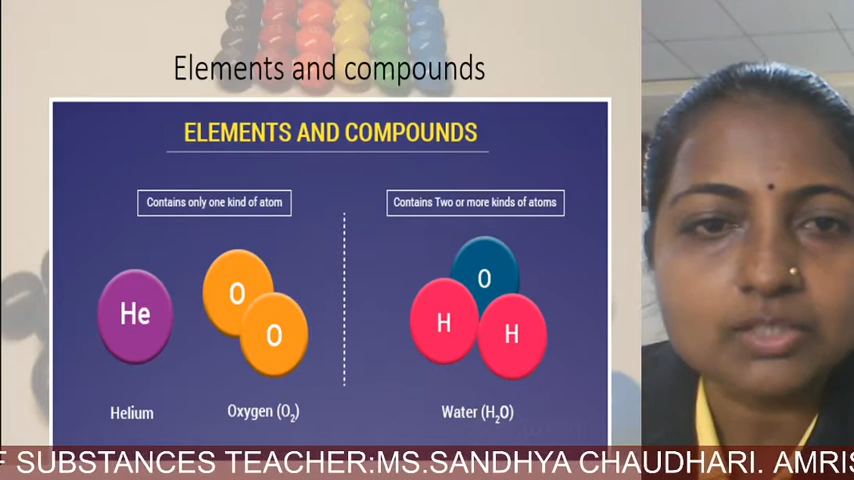 Elements and compounds
ELEMENTS AND COMPOUNDS
Contains only one kind of atom
Contains Two or more kinds of atoms
He
O
O
O
H
H
Helium
Oxygen (O₂)
Water (H₂O)
SUBSTANCES TEACHER:MS.SANDHYA CHAUDHARI.